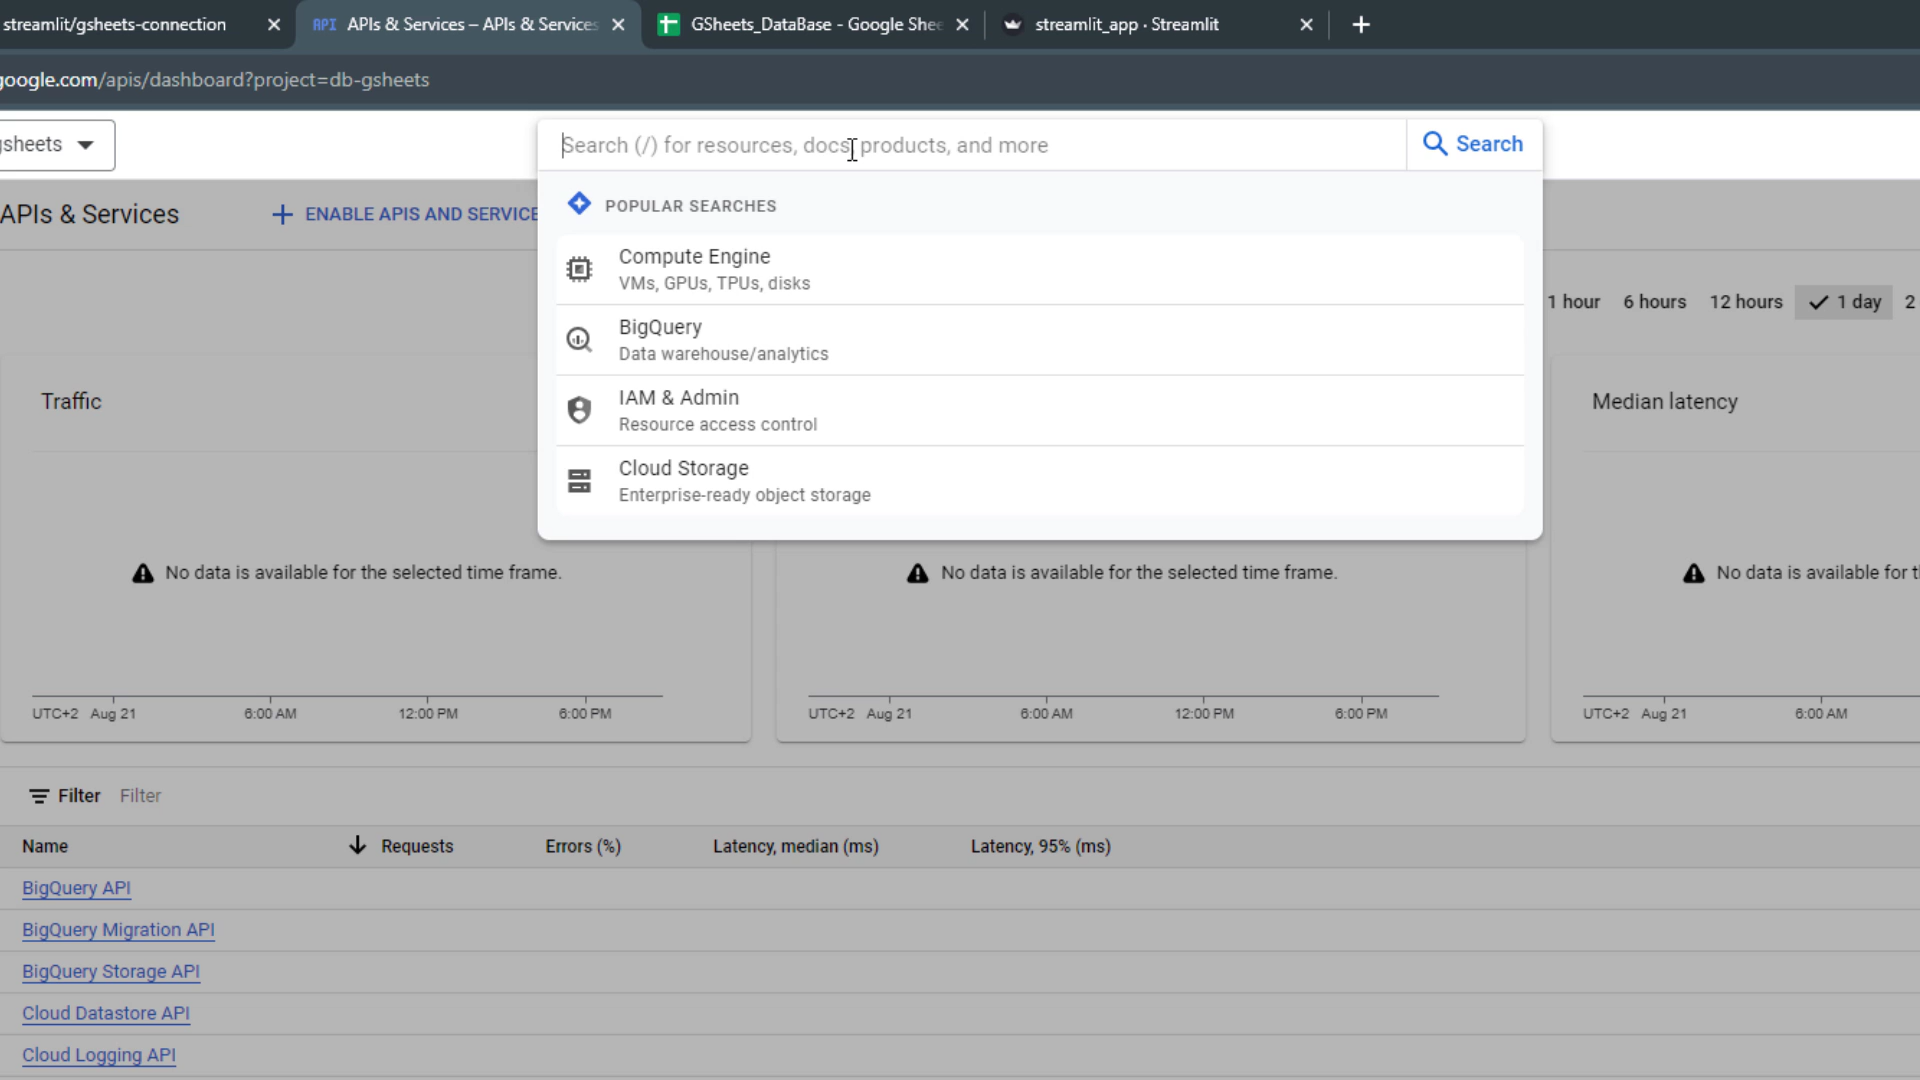 streamlit/gsheets-connection
API APIs & Services – APIs & Services
GSheets_DataBase - Google Shee
streamlit_app · Streamlit
google.com/apis/dashboard?project=db-gsheets
gsheets
Search (/) for resources, docs, products, and more
Search
APIs & Services
ENABLE APIS AND SERVICE
POPULAR SEARCHES
Compute Engine
VMs, GPUs, TPUs, disks
BigQuery
Data warehouse/analytics
IAM & Admin
Resource access control
Cloud Storage
Enterprise-ready object storage
1 hour 6 hours 12 hours 1 day 2
Traffic
Median latency
No data is available for the selected time frame.
No data is available for the selected time frame.
No data is available for t
UTC+2 Aug 21 6:00 AM 12:00 PM 6:00 PM
UTC+2 Aug 21 6:00 AM 12:00 PM 6:00 PM
UTC+2 Aug 21 6:00 AM
Filter Filter
Name Requests Errors (%) Latency, median (ms) Latency, 95% (ms)
BigQuery API
BigQuery Migration API
BigQuery Storage API
Cloud Datastore API
Cloud Logging API